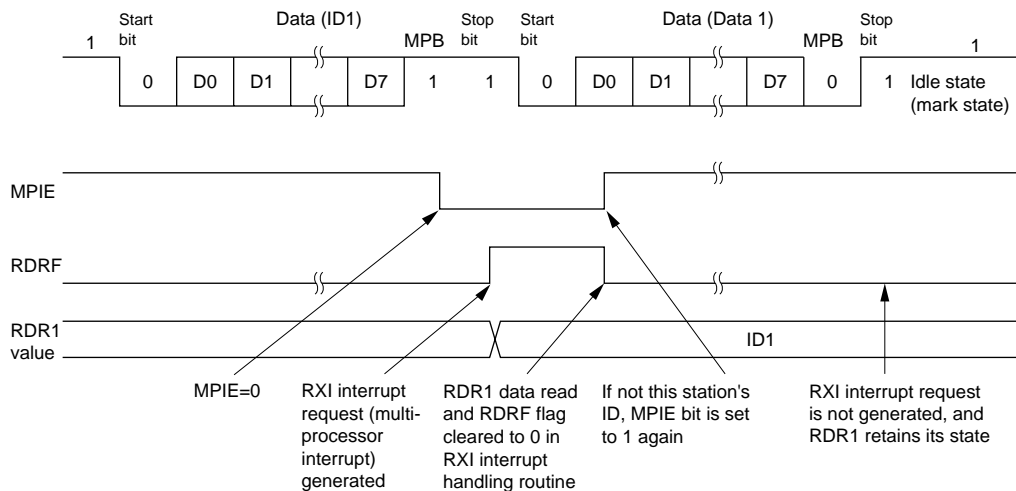 Start bit
Data (ID1)
MPB
Stop bit
Start bit
Data (Data 1)
MPB
Stop bit
1
1
0
D0
D1
D7
1
1
0
D0
D1
D7
0
1
Idle state
(mark state)
MPIE
RDRF
RDR1
value
ID1
MPIE=0
RXI interrupt
request (multi-
processor
interrupt)
generated
RDR1 data read
and RDRF flag
cleared to 0 in
RXI interrupt
handling routine
If not this station's
ID, MPIE bit is set
to 1 again
RXI interrupt request
is not generated, and
RDR1 retains its state